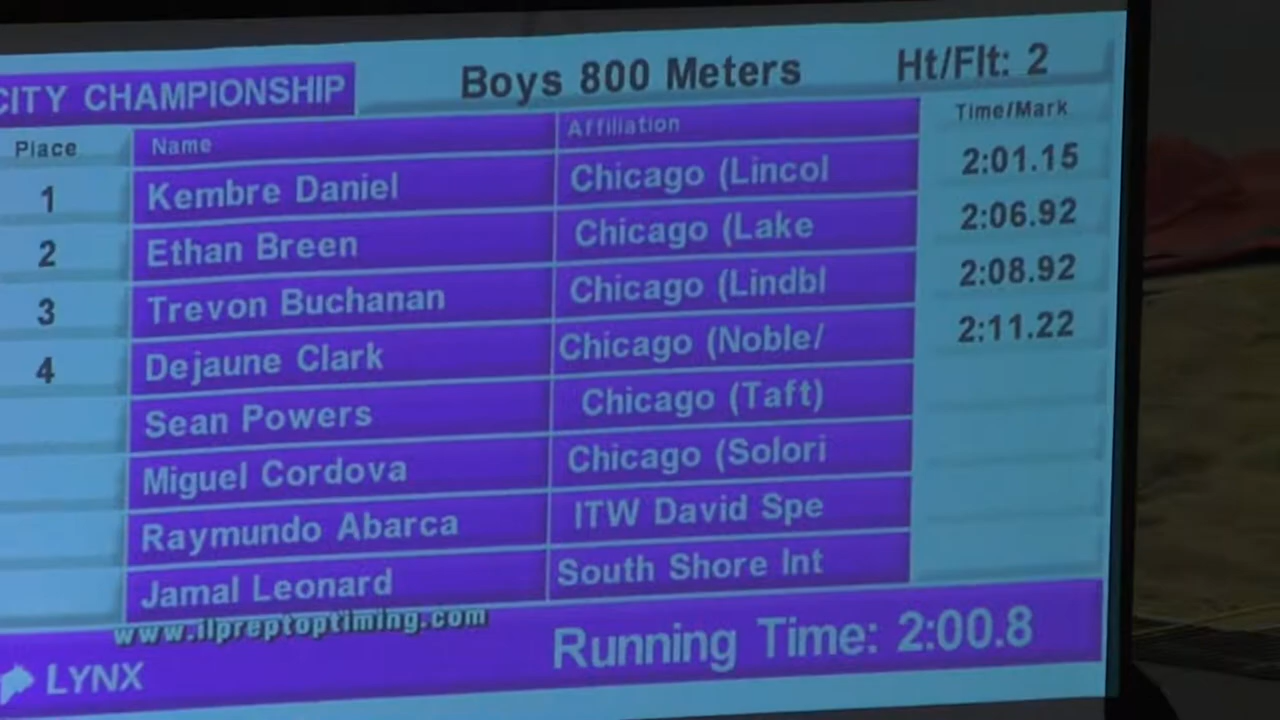 CITY CHAMPIONSHIP Boys 800 Meters Ht/Flt: 2
Place Name Affiliation Time/Mark
1 Kembre Daniel Chicago (Lincol 2:01.15
2 Ethan Breen Chicago (Lake 2:06.92
3 Trevon Buchanan Chicago (Lindbl 2:08.92
4 Dejaune Clark Chicago (Noble/ 2:11.22
Sean Powers Chicago (Taft)
Miguel Cordova Chicago (Solori
Raymundo Abarca ITW David Spe
Jamal Leonard South Shore Int
www.ilpreptoptiming.com
LYNX Running Time: 2:00.8